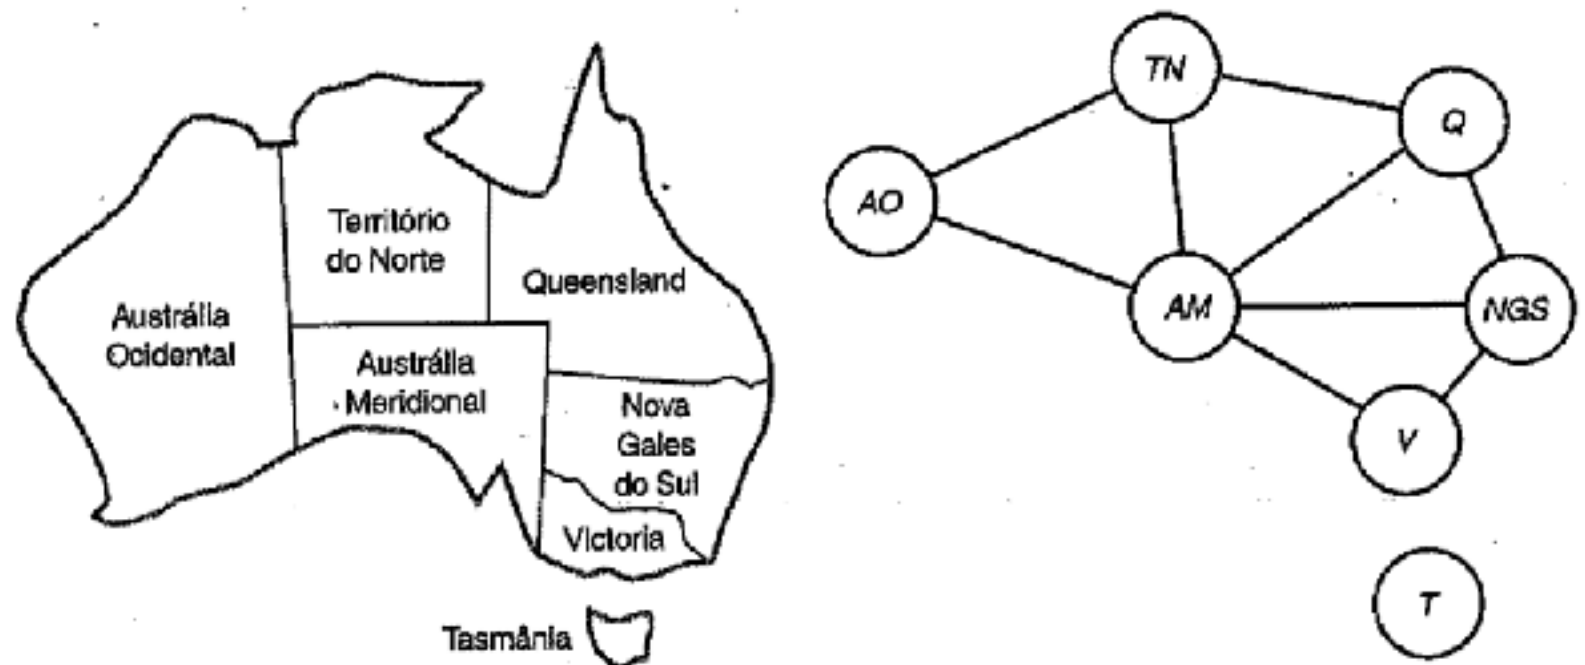 Território
do Norte
Queensland
Austrália
Ocidental
Austrália
Meridional
Nova
Gales
do Sul
Victoria
Tasmânia
TN
Q
AO
AM
NGS
V
T